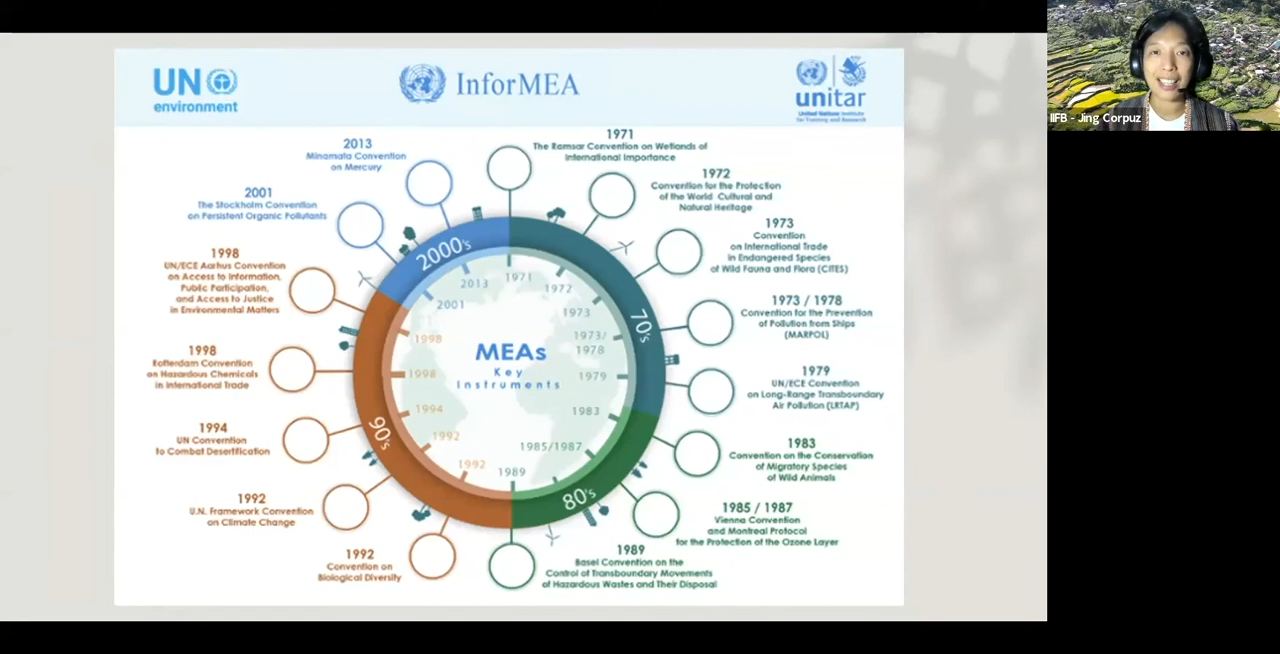 UN
environment
InforMEA
unitar
United Nations Institute
for Training and Research
IIFB - Jing Corpuz
1971
The Ramsar Convention on Wetlands of
International Importance
1972
Convention for the Protection
of the World Cultural and
Natural Heritage
1973
Convention
on International Trade
in Endangered Species
of Wild Fauna and Flora (CITES)
1973 / 1978
Convention for the Prevention
of Pollution from Ships
(MARPOL)
1979
UN/ECE Convention
on Long-Range Transboundary
Air Pollution (LRTAP)
1983
Convention on the Conservation
of Migratory Species
of Wild Animals
1985 / 1987
Vienna Convention
and Montreal Protocol
for the Protection of the Ozone Layer
1989
Basel Convention on the
Control of Transboundary Movements
of Hazardous Wastes and Their Disposal
1992
Convention on
Biological Diversity
1992
U.N. Framework Convention
on Climate Change
1994
UN Convention
to Combat Desertification
1998
Rotterdam Convention
on Hazardous Chemicals
in International Trade
1998
UN/ECE Aarhus Convention
on Access to Information,
Public Participation,
and Access to Justice
in Environmental Matters
2001
The Stockholm Convention
on Persistent Organic Pollutants
2013
Minamata Convention
on Mercury
2000's
70's
80's
90's
1971
1972
1973
1973/
1978
1979
1983
1985/1987
1989
1992
1992
1994
1998
1998
2001
2013
MEAs
Key
Instruments